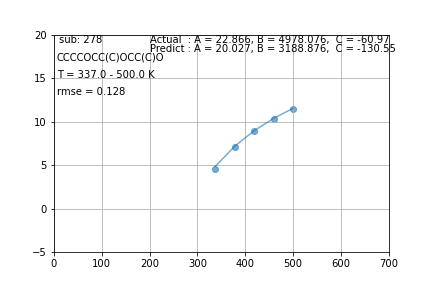 sub: 278
Actual : A = 22.866, B = 4978.076, C = -60.97
Predict : A = 20.027, B = 3188.876, C = -130.55
CCCCOCC(C)OCC(C)O
T = 337.0 - 500.0 K
rmse = 0.128
20
15
10
5
0
−5
0 100 200 300 400 500 600 700